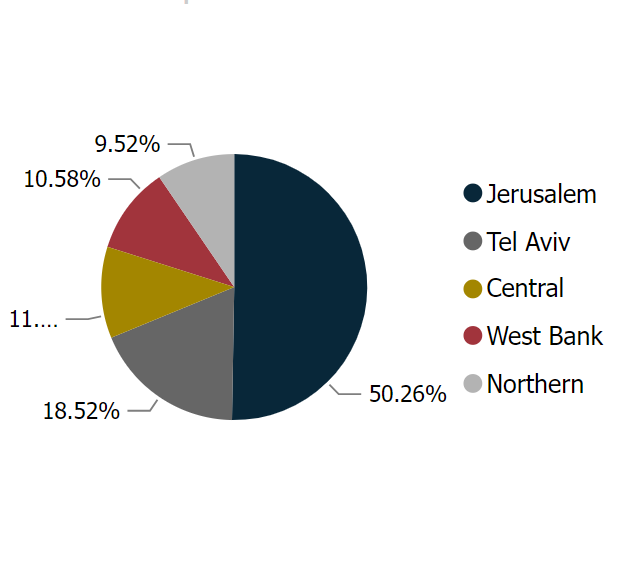 9.52%
10.58%
11....
18.52%
50.26%
Jerusalem
Tel Aviv
Central
West Bank
Northern